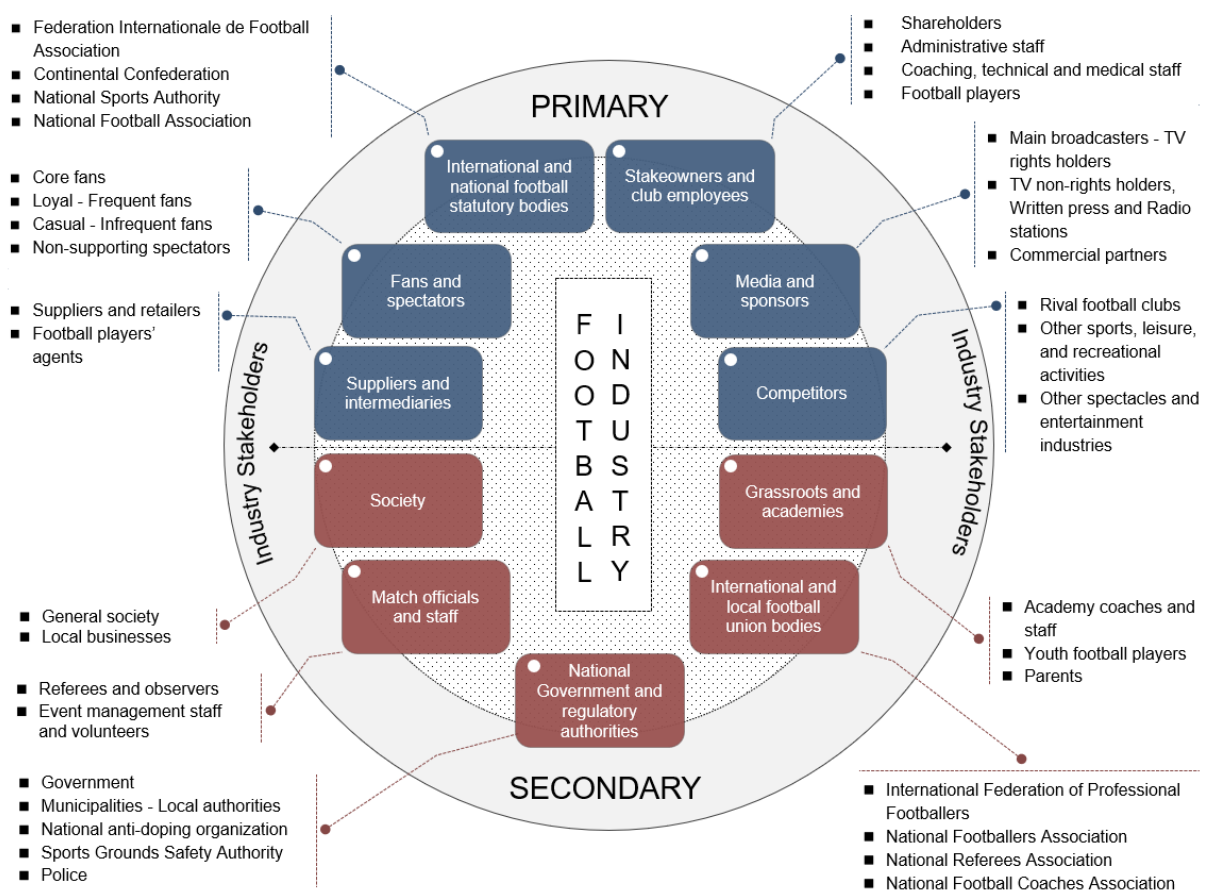 ■ Federation Internationale de Football
Association
■ Continental Confederation
■ National Sports Authority
■ National Football Association
■ Shareholders
■ Administrative staff
■ Coaching, technical and medical staff
■ Football players
PRIMARY
International and
national football
statutory bodies
Stakeowners and
club employees
■ Main broadcasters - TV
rights holders
■ TV non-rights holders,
Written press and Radio
stations
■ Commercial partners
■ Core fans
■ Loyal - Frequent fans
■ Casual - Infrequent fans
■ Non-supporting spectators
Fans and
spectators
Media and
sponsors
■ Suppliers and retailers
■ Football players’
agents
■ Rival football clubs
■ Other sports, leisure,
and recreational
activities
■ Other spectacles and
entertainment
industries
Suppliers and
intermediaries
Competitors
Industry Stakeholders
FOOTBALL
INDUSTRY
Industry Stakeholders
Society
Grassroots and
academies
Match officials
and staff
International and
local football
union bodies
■ General society
■ Local businesses
■ Academy coaches and
staff
■ Youth football players
■ Parents
National
Government and
regulatory
authorities
■ Referees and observers
■ Event management staff
and volunteers
SECONDARY
■ Government
■ Municipalities - Local authorities
■ National anti-doping organization
■ Sports Grounds Safety Authority
■ Police
■ International Federation of Professional
Footballers
■ National Footballers Association
■ National Referees Association
■ National Football Coaches Association